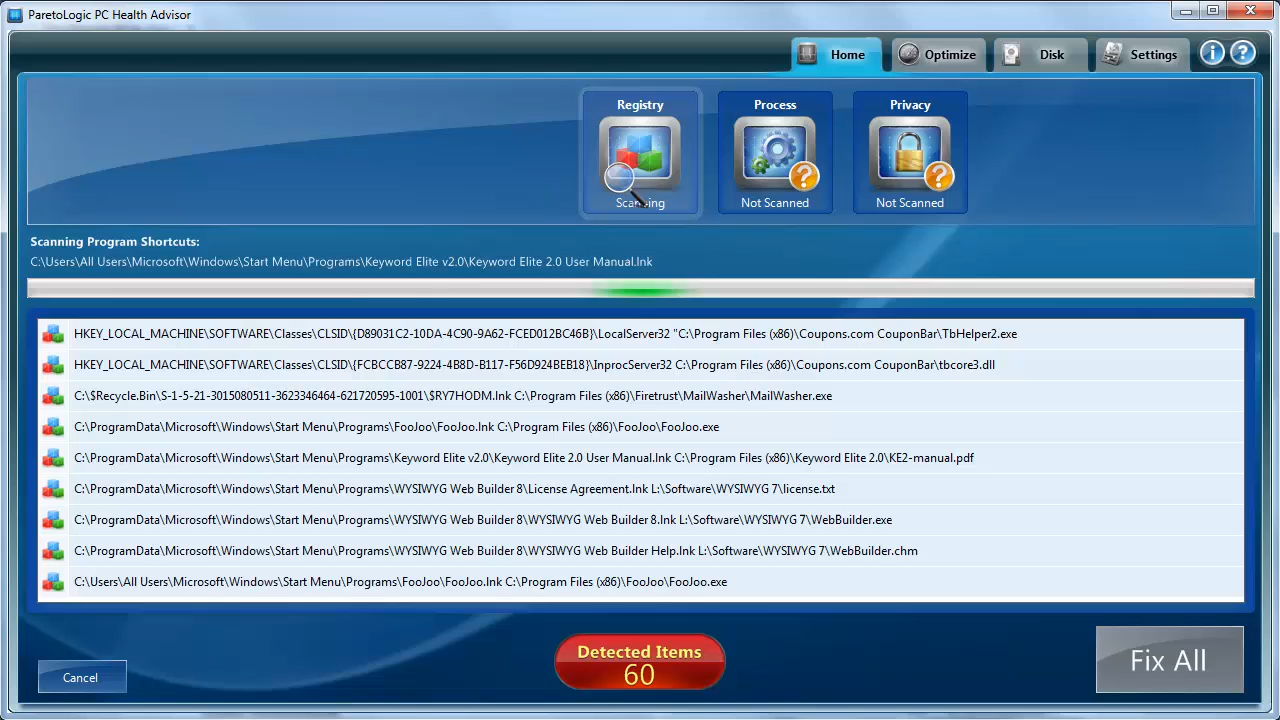 ParetoLogic PC Health Advisor
Home
Optimize
Disk
Settings
Registry
Process
Privacy
Scanning
Not Scanned
Not Scanned
Scanning Program Shortcuts:
C:\Users\All Users\Microsoft\Windows\Start Menu\Programs\Keyword Elite v2.0\Keyword Elite 2.0 User Manual.lnk
HKEY_LOCAL_MACHINE\SOFTWARE\Classes\CLSID\{D89031C2-10DA-4C90-9A62-FCED012BC46B}\LocalServer32 "C:\Program Files (x86)\Coupons.com CouponBar\TbHelper2.exe
HKEY_LOCAL_MACHINE\SOFTWARE\Classes\CLSID\{FCBCCB87-9224-4B8D-B117-F56D924BEB18}\InprocServer32 C:\Program Files (x86)\Coupons.com CouponBar\tbcore3.dll
C:\$Recycle.Bin\S-1-5-21-3015080511-3623346464-621720595-1001\$RY7HODM.lnk C:\Program Files (x86)\Firetrust\MailWasher\MailWasher.exe
C:\ProgramData\Microsoft\Windows\Start Menu\Programs\FooJoo\FooJoo.lnk C:\Program Files (x86)\FooJoo\FooJoo.exe
C:\ProgramData\Microsoft\Windows\Start Menu\Programs\Keyword Elite v2.0\Keyword Elite 2.0 User Manual.lnk C:\Program Files (x86)\Keyword Elite 2.0\KE2-manual.pdf
C:\ProgramData\Microsoft\Windows\Start Menu\Programs\WYSIWYG Web Builder 8\License Agreement.lnk L:\Software\WYSIWYG 7\license.txt
C:\ProgramData\Microsoft\Windows\Start Menu\Programs\WYSIWYG Web Builder 8\WYSIWYG Web Builder 8.lnk L:\Software\WYSIWYG 7\WebBuilder.exe
C:\ProgramData\Microsoft\Windows\Start Menu\Programs\WYSIWYG Web Builder 8\WYSIWYG Web Builder Help.lnk L:\Software\WYSIWYG 7\WebBuilder.chm
C:\Users\All Users\Microsoft\Windows\Start Menu\Programs\FooJoo\FooJoo.lnk C:\Program Files (x86)\FooJoo\FooJoo.exe
Detected Items
60
Cancel
Fix All